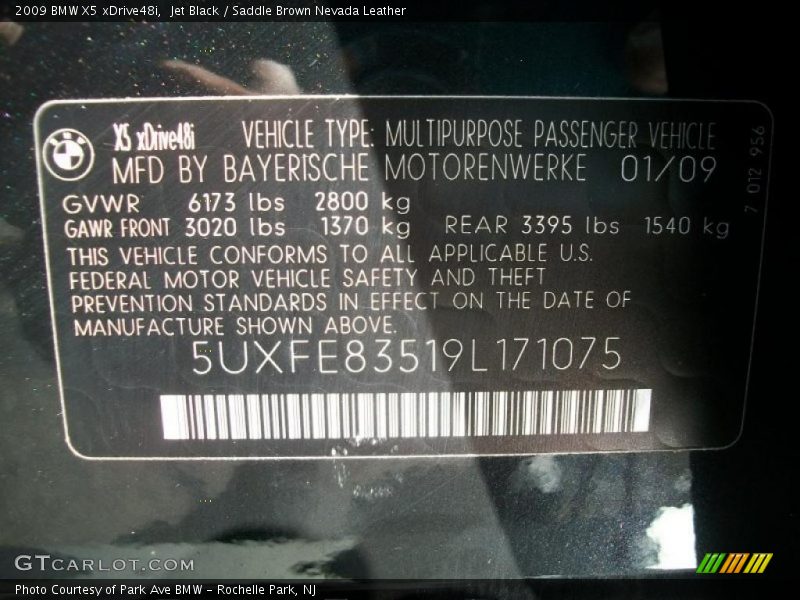 2009 BMW X5 xDrive48i,  Jet Black / Saddle Brown Nevada Leather
X5 xDrive48i VEHICLE TYPE: MULTIPURPOSE PASSENGER VEHICLE
MFD BY BAYERISCHE MOTORENWERKE 01/09
7 012 956
GVWR 6173 lbs 2800 kg
GAWR FRONT 3020 lbs 1370 kg REAR 3395 lbs 1540 kg
THIS VEHICLE CONFORMS TO ALL APPLICABLE U.S.
FEDERAL MOTOR VEHICLE SAFETY AND THEFT
PREVENTION STANDARDS IN EFFECT ON THE DATE OF
MANUFACTURE SHOWN ABOVE.
5UXFE83519L171075
GTCARLOT.COM
Photo Courtesy of Park Ave BMW - Rochelle Park, NJ